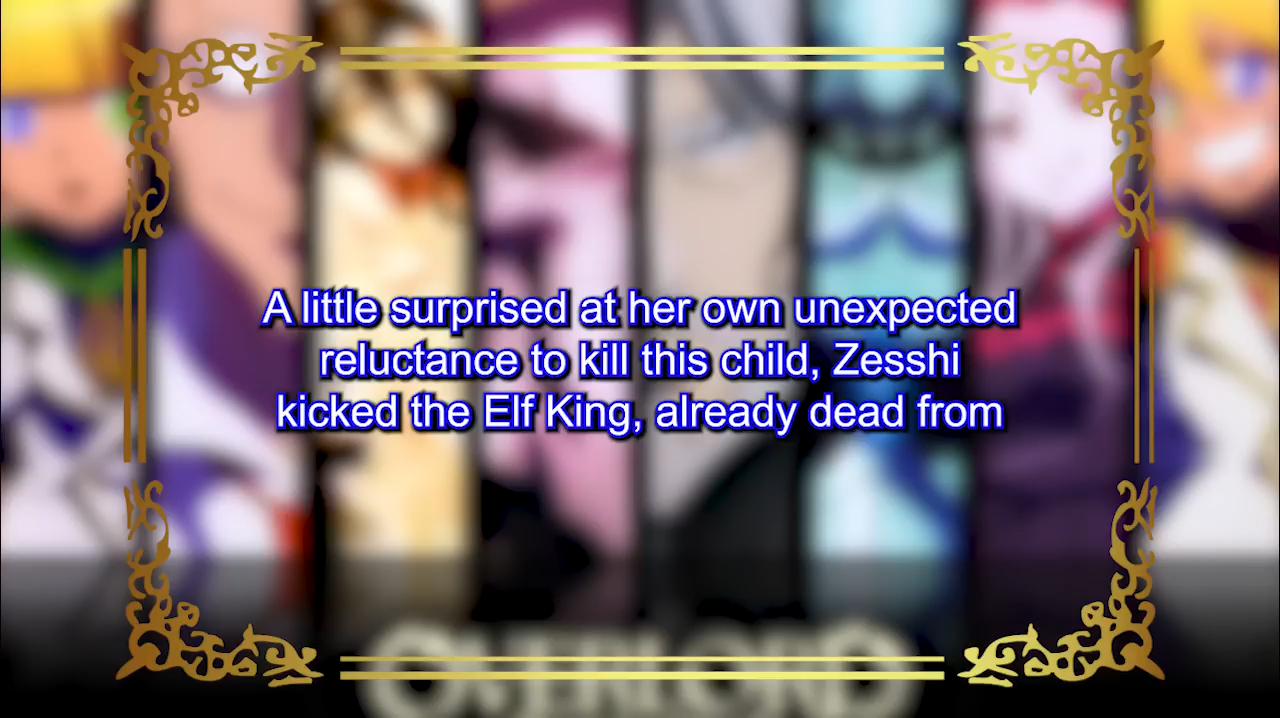 A little surprised at her own unexpected
reluctance to kill this child, Zesshi
kicked the Elf King, already dead from
OVERLORD